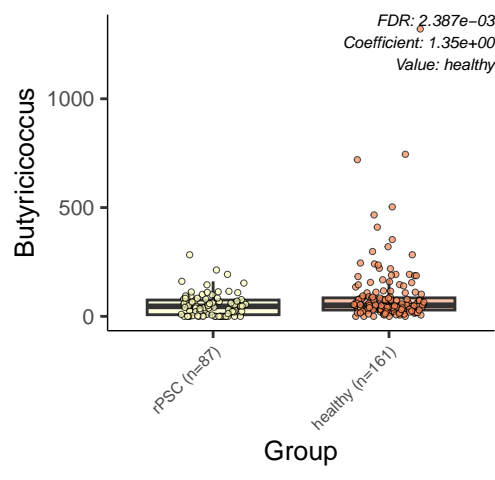 FDR: 2.387e−03
Coefficient: 1.35e+00
Value: healthy
Butyricicoccus
1000
500
0
rPSC (n=87)
healthy (n=161)
Group